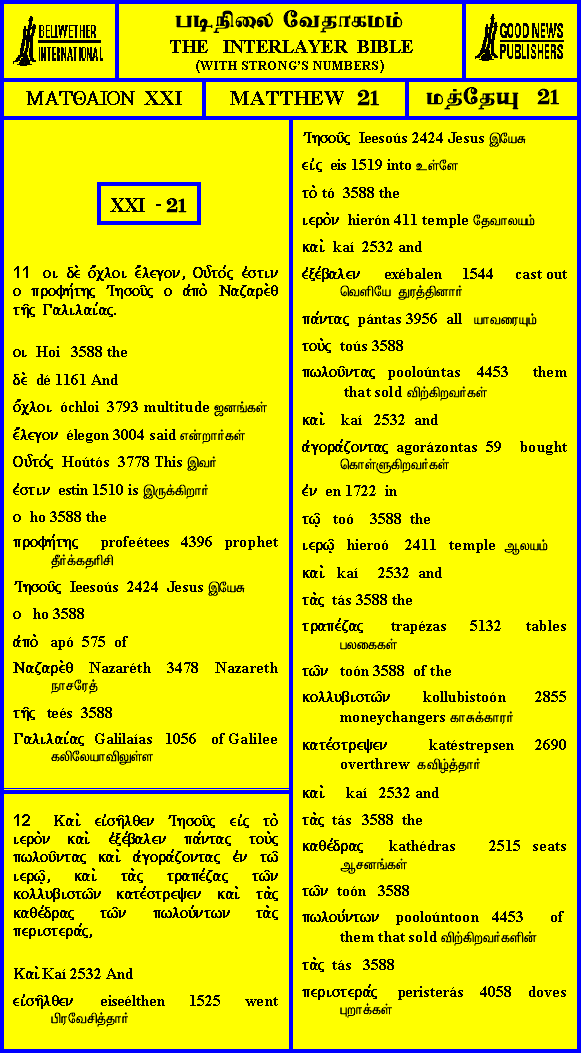 BELLWETHER
INTERNATIONAL
படிநிலை வேதாகமம்
THE INTERLAYER BIBLE
(WITH STRONG'S NUMBERS)
GOOD NEWS
PUBLISHERS
ΜΑΤΘΑΙΟΝ XXI
MATTHEW 21
மத்தேயு 21
XXI - 21
11 οι δὲ ὄχλοι ἔλεγον, Οὗτός ἐστιν
ο προφήτης Ἰησοῦς ο ἀπὸ Ναζαρὲθ
τῆς Γαλιλαίας.
οι Hoi 3588 the
δὲ dé 1161 And
ὄχλοι óchloi 3793 multitude ஜனங்கள்
ἔλεγον élegon 3004 said என்றார்கள்
Οὗτός Hoútós 3778 This இவர்
ἐστιν estin 1510 is இருக்கிறார்
ο ho 3588 the
προφήτης profeétees 4396 prophet
தீர்க்கதரிசி
Ἰησοῦς Ieesoús 2424 Jesus இயேசு
ο ho 3588
ἀπὸ apó 575 of
Ναζαρὲθ Nazaréth 3478 Nazareth
நாசரேத்
τῆς teés 3588
Γαλιλαίας Galilaías 1056 of Galilee
கலிலேயாவிலுள்ள
12 Καὶ εἰσῆλθεν Ἰησοῦς εἰς τὸ
ιερὸν καὶ ἐξέβαλεν πάντας τοὺς
πωλοῦντας καὶ ἀγοράζοντας ἐν τῶ
ιερῳ, καὶ τὰς τραπέζας τῶν
κολλυβιστῶν κατέστρεψεν καὶ τὰς
καθέδρας τῶν πωλούντων τὰς
περιστεράς,
Καὶ Kaí 2532 And
εἰσῆλθεν eiseélthen 1525 went
பிரவேசித்தார்
Ἰησοῦς Ieesoús 2424 Jesus இயேசு
εἰς eis 1519 into உள்ளே
τὸ tó 3588 the
ιερὸν hierón 411 temple தேவாலயம்
καὶ kaí 2532 and
ἐξέβαλεν exébalen 1544 cast out
வெளியே துரத்தினார்
πάντας pántas 3956 all யாவரையும்
τοὺς toús 3588
πωλοῦντας pooloúntas 4453 them
that sold விற்கிறவர்கள்
καὶ kaí 2532 and
ἀγοράζοντας agorázontas 59 bought
கொள்ளுகிறவர்கள்
ἐν en 1722 in
τῷ toó 3588 the
ιερῳ hieroó 2411 temple ஆலயம்
καὶ kaí 2532 and
τὰς tás 3588 the
τραπέζας trapézas 5132 tables
பலகைகள்
τῶν toón 3588 of the
κολλυβιστῶν kollubistoón 2855
moneychangers காசுக்காரர்
κατέστρεψεν katéstrepsen 2690
overthrew கவிழ்த்தார்
καὶ kaí 2532 and
τὰς tás 3588 the
καθέδρας kathédras 2515 seats
ஆசனங்கள்
τῶν toón 3588
πωλούντων pooloúntoon 4453 of
them that sold விற்கிறவர்களின்
τὰς tás 3588
περιστεράς peristerás 4058 doves
புறாக்கள்